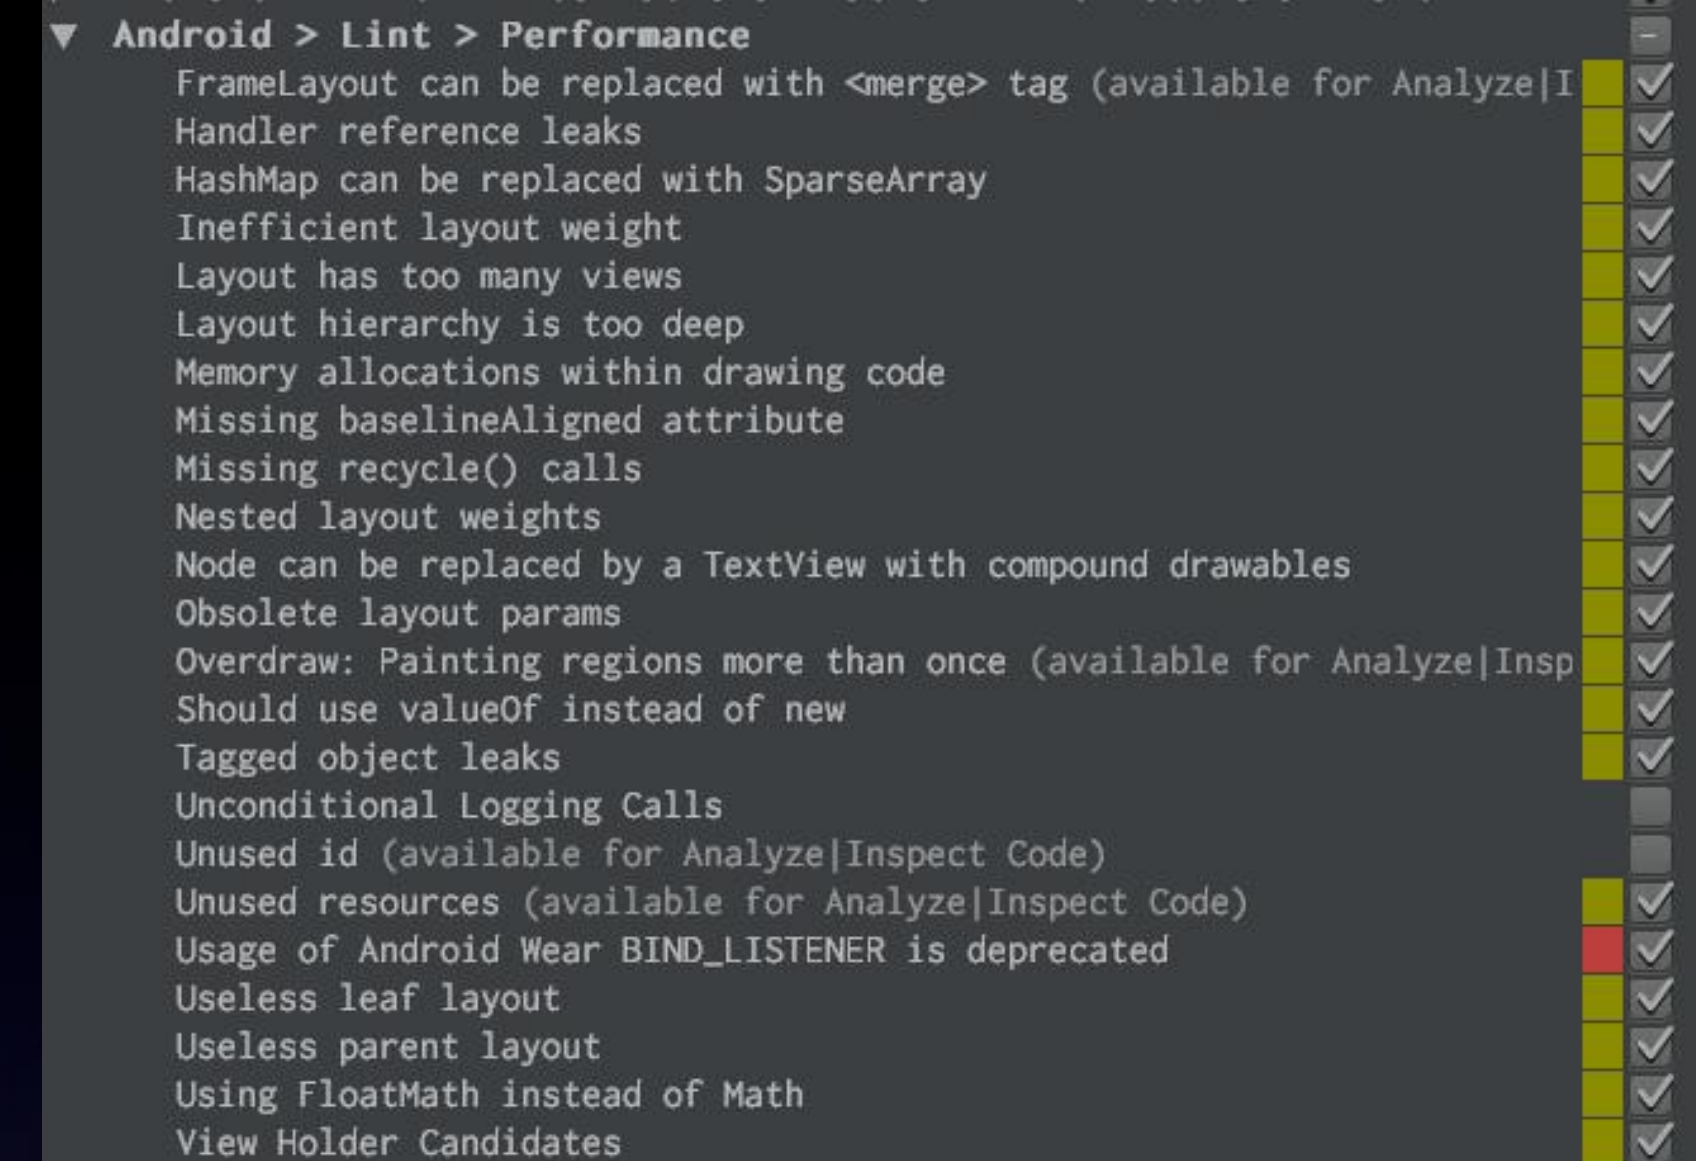 Android > Lint > Performance
FrameLayout can be replaced with <merge> tag (available for Analyze|I
Handler reference leaks
HashMap can be replaced with SparseArray
Inefficient layout weight
Layout has too many views
Layout hierarchy is too deep
Memory allocations within drawing code
Missing baselineAligned attribute
Missing recycle() calls
Nested layout weights
Node can be replaced by a TextView with compound drawables
Obsolete layout params
Overdraw: Painting regions more than once (available for Analyze|Insp
Should use valueOf instead of new
Tagged object leaks
Unconditional Logging Calls
Unused id (available for Analyze|Inspect Code)
Unused resources (available for Analyze|Inspect Code)
Usage of Android Wear BIND_LISTENER is deprecated
Useless leaf layout
Useless parent layout
Using FloatMath instead of Math
View Holder Candidates